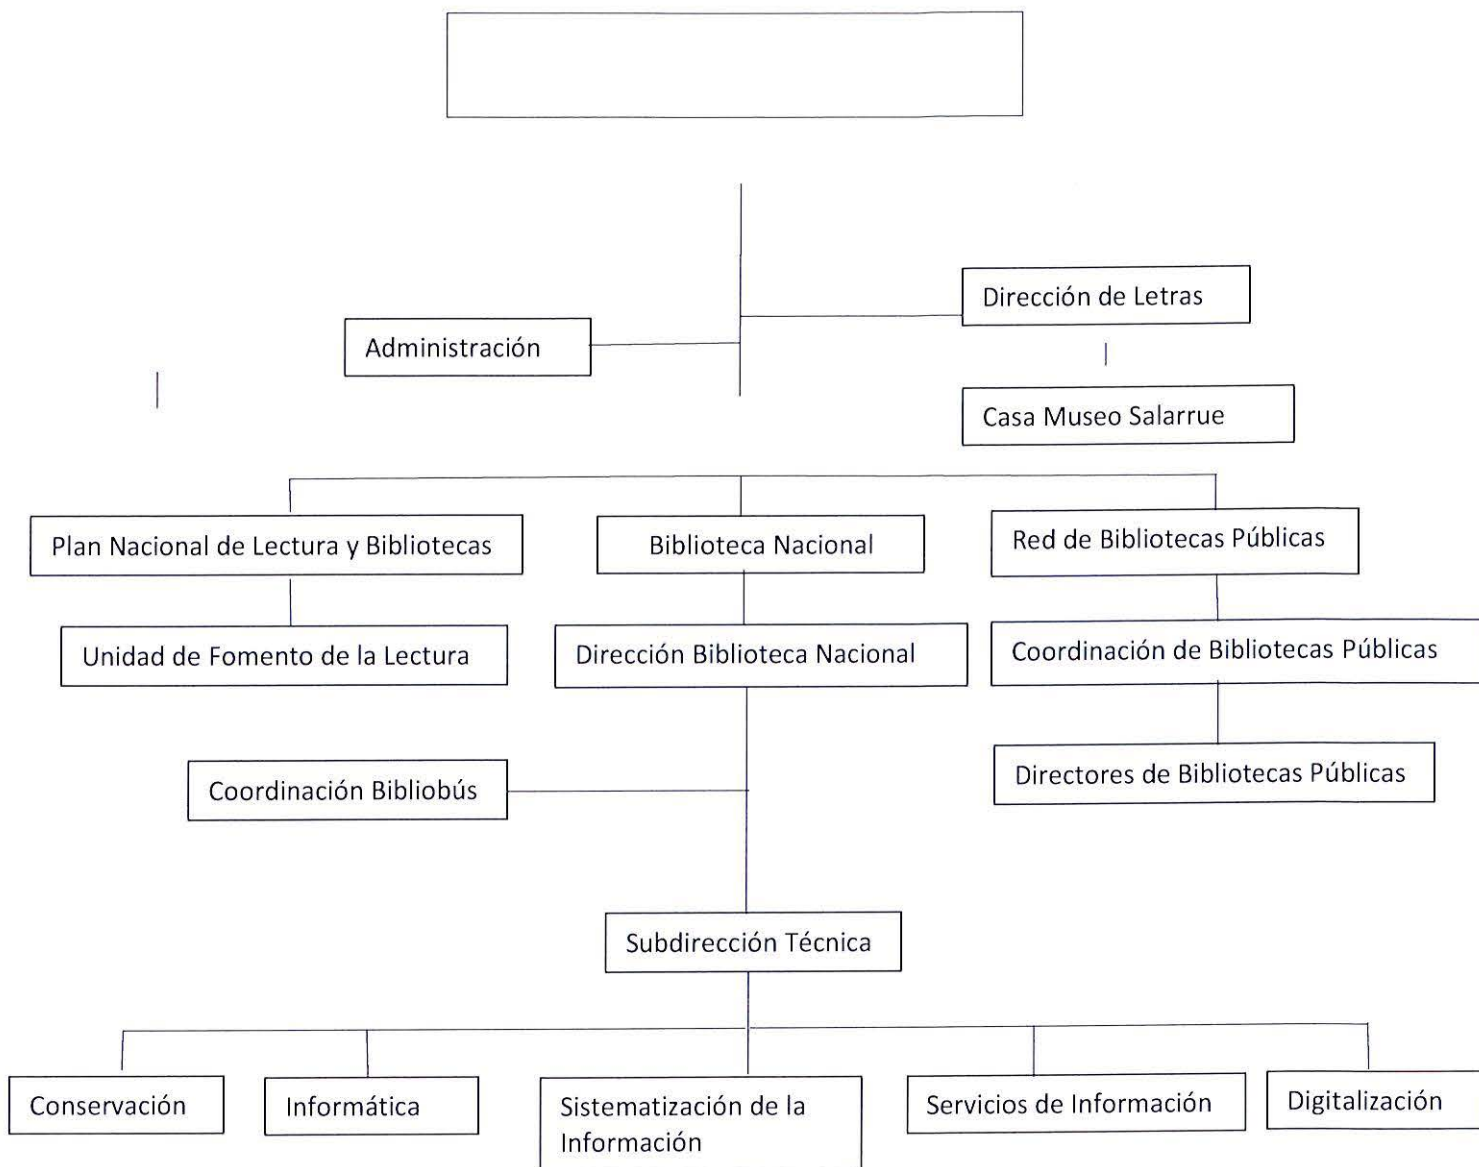 Dirección de Letras
Administración
Casa Museo Salarrue
Plan Nacional de Lectura y Bibliotecas
Biblioteca Nacional
Red de Bibliotecas Públicas
Unidad de Fomento de la Lectura
Dirección Biblioteca Nacional
Coordinación de Bibliotecas Públicas
Coordinación Bibliobús
Directores de Bibliotecas Públicas
Subdirección Técnica
Conservación
Informática
Sistematización de la
Información
Servicios de Información
Digitalización